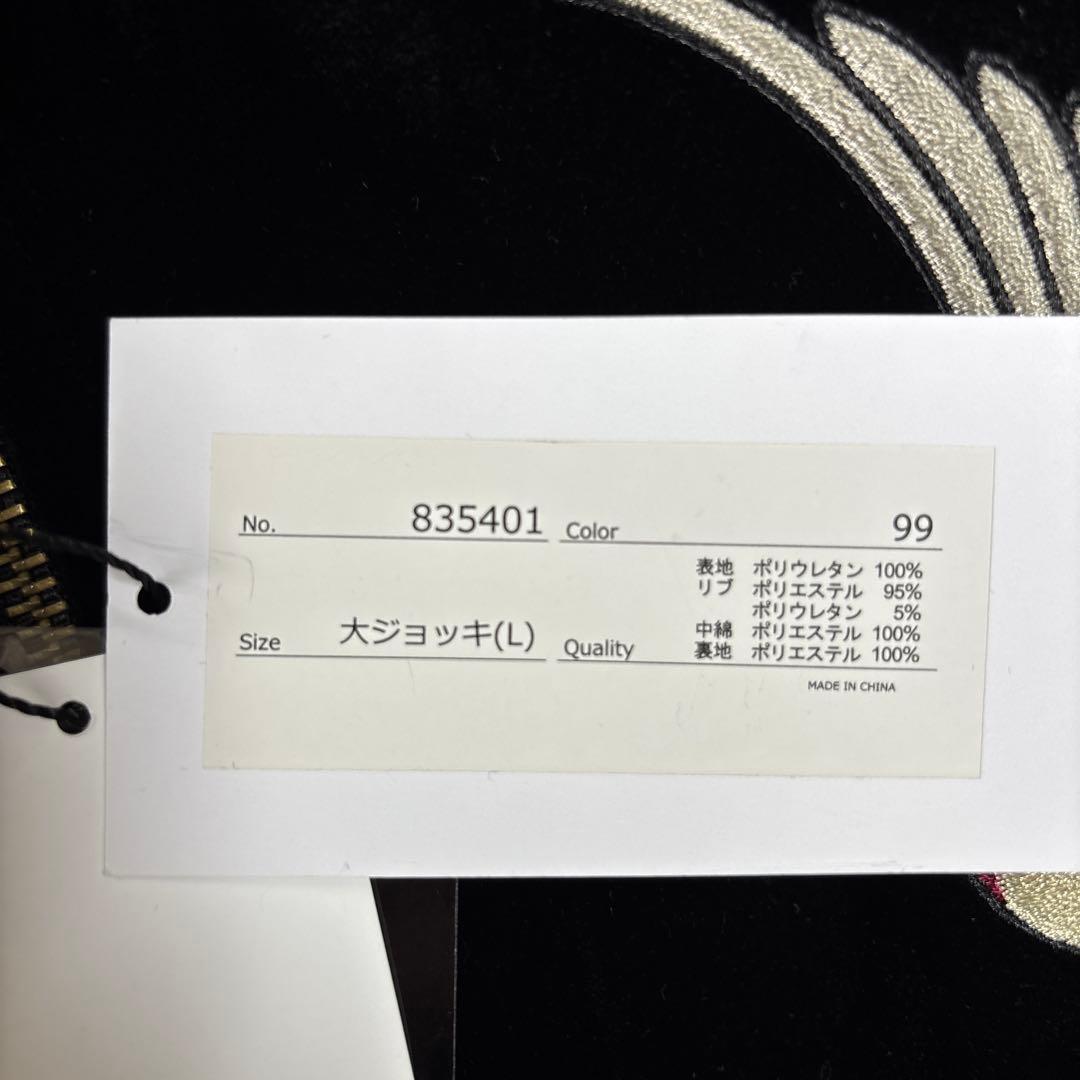 No. 835401 Color 99
表地 ポリウレタン 100%
リブ ポリエステル 95%
ポリウレタン 5%
Size 大ジョッキ(L) Quality 中綿 ポリエステル 100%
裏地 ポリエステル 100%
MADE IN CHINA